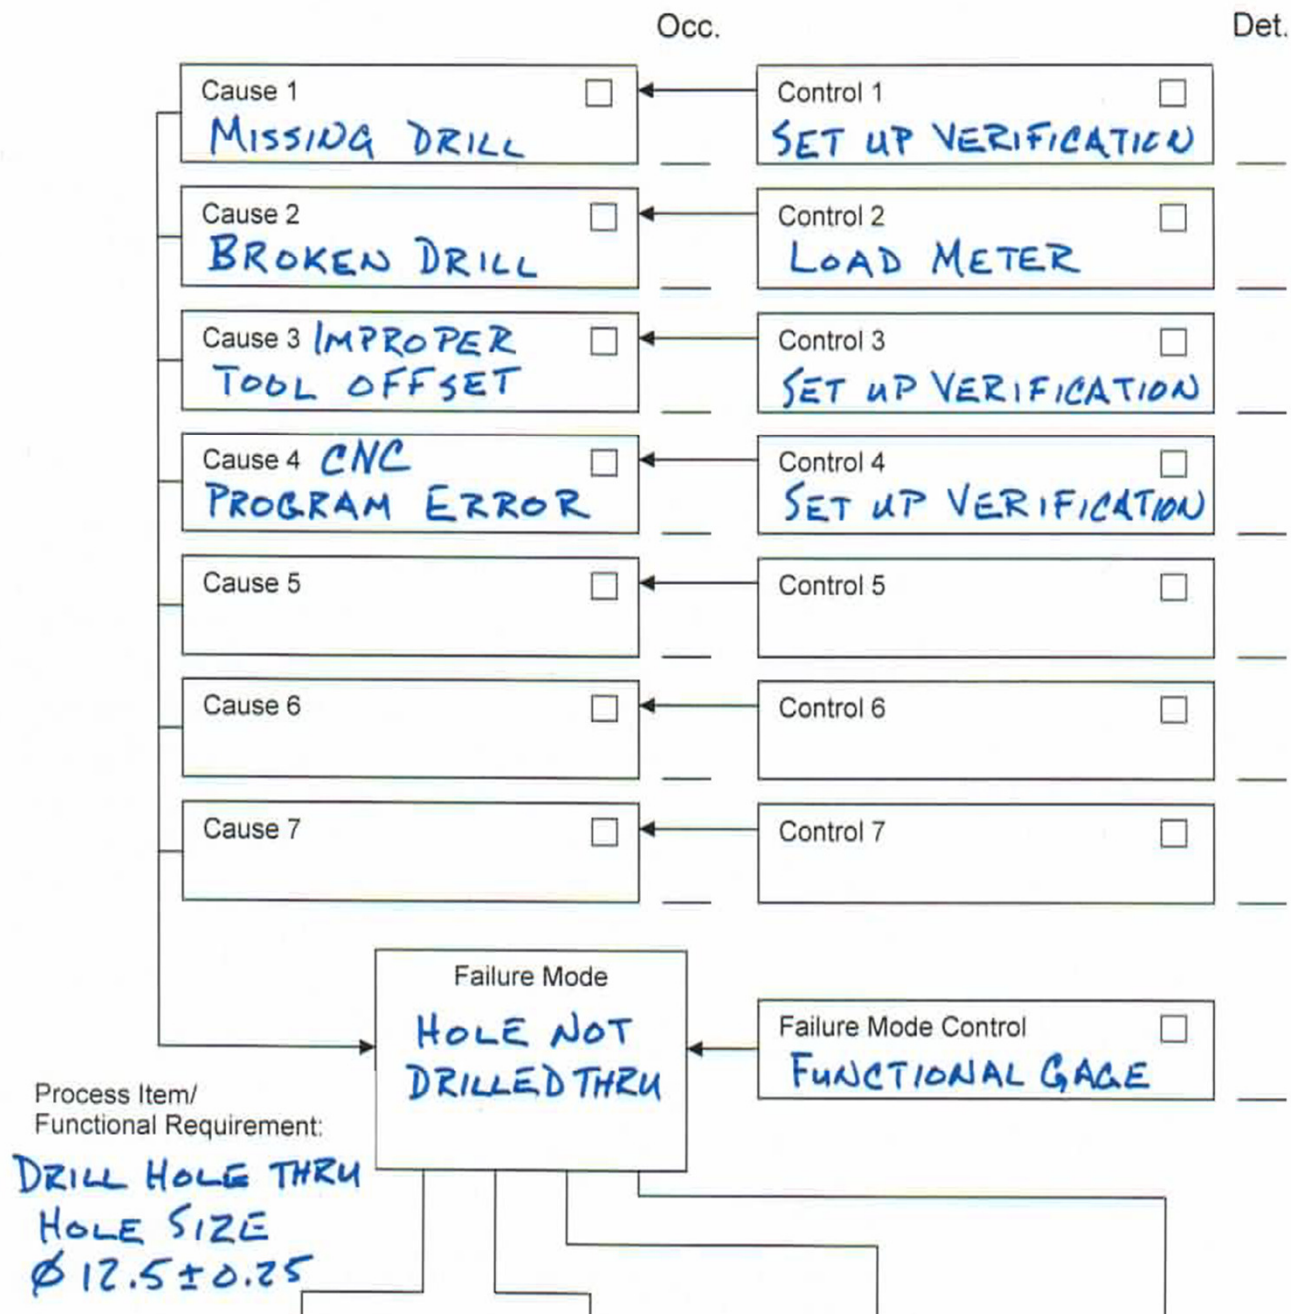 Occ. Det.
Cause 1 Control 1
MISSING DRILL SET UP VERIFICATION
Cause 2 Control 2
BROKEN DRILL LOAD METER
Cause 3 IMPROPER Control 3
TOOL OFFSET SET UP VERIFICATION
Cause 4 CNC Control 4
PROGRAM ERROR SET UP VERIFICATION
Cause 5 Control 5
Cause 6 Control 6
Cause 7 Control 7
Failure Mode
HOLE NOT
DRILLED THRU
Failure Mode Control
FUNCTIONAL GAGE
Process Item/
Functional Requirement:
DRILL HOLE THRU
HOLE SIZE
Ø 12.5 ± 0.25